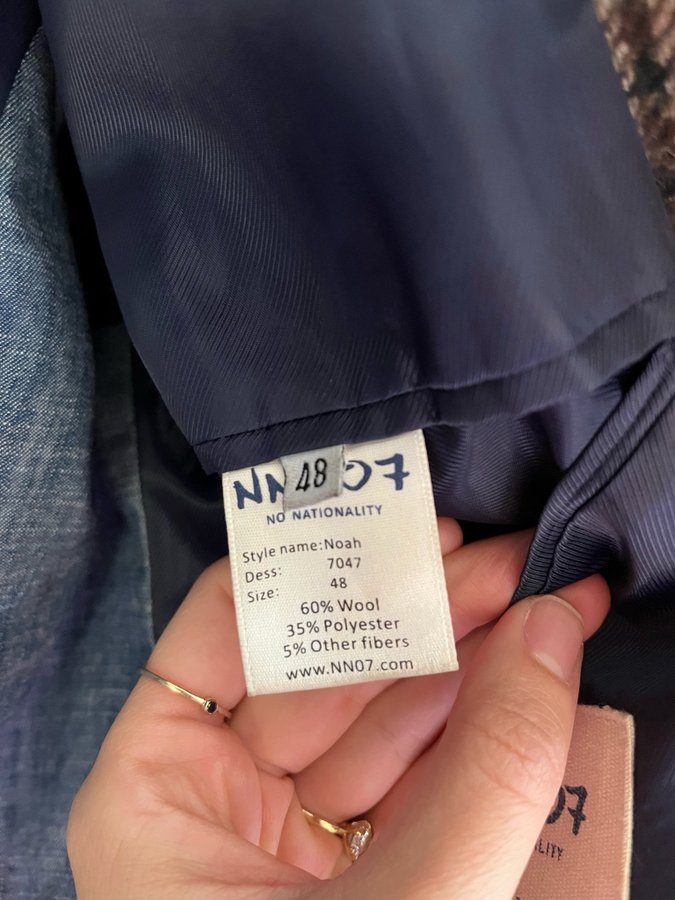 NN07
48
NO NATIONALITY
Style name:Noah
Dess: 7047
Size: 48
60% Wool
35% Polyester
5% Other fibers
www.NN07.com
07